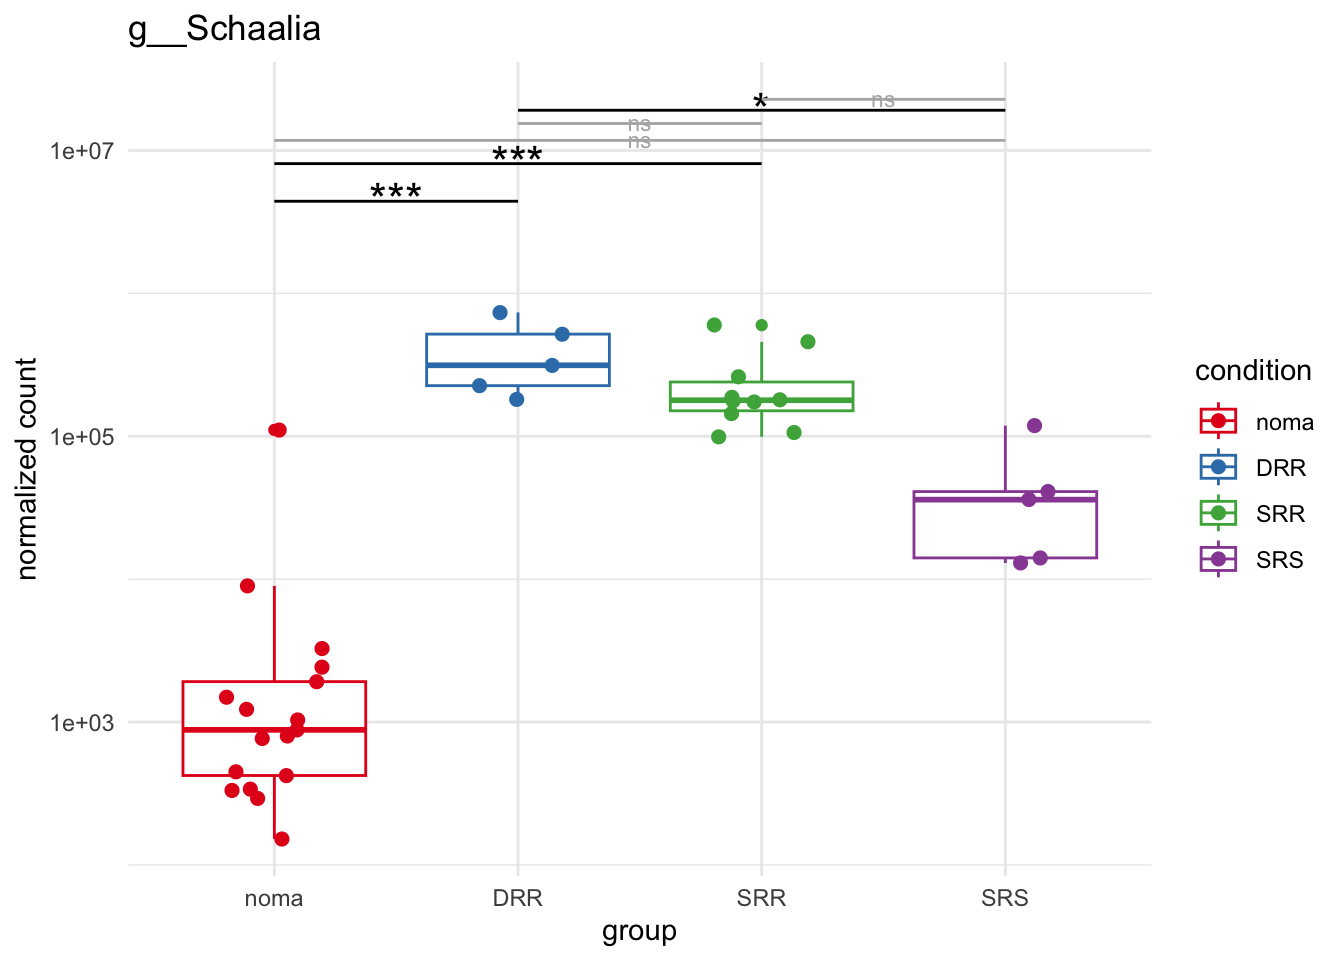 g__Schaalia
* ns
ns
ns
***
***
1e+07
1e+05
1e+03
normalized count
noma DRR SRR SRS
group
condition
noma
DRR
SRR
SRS